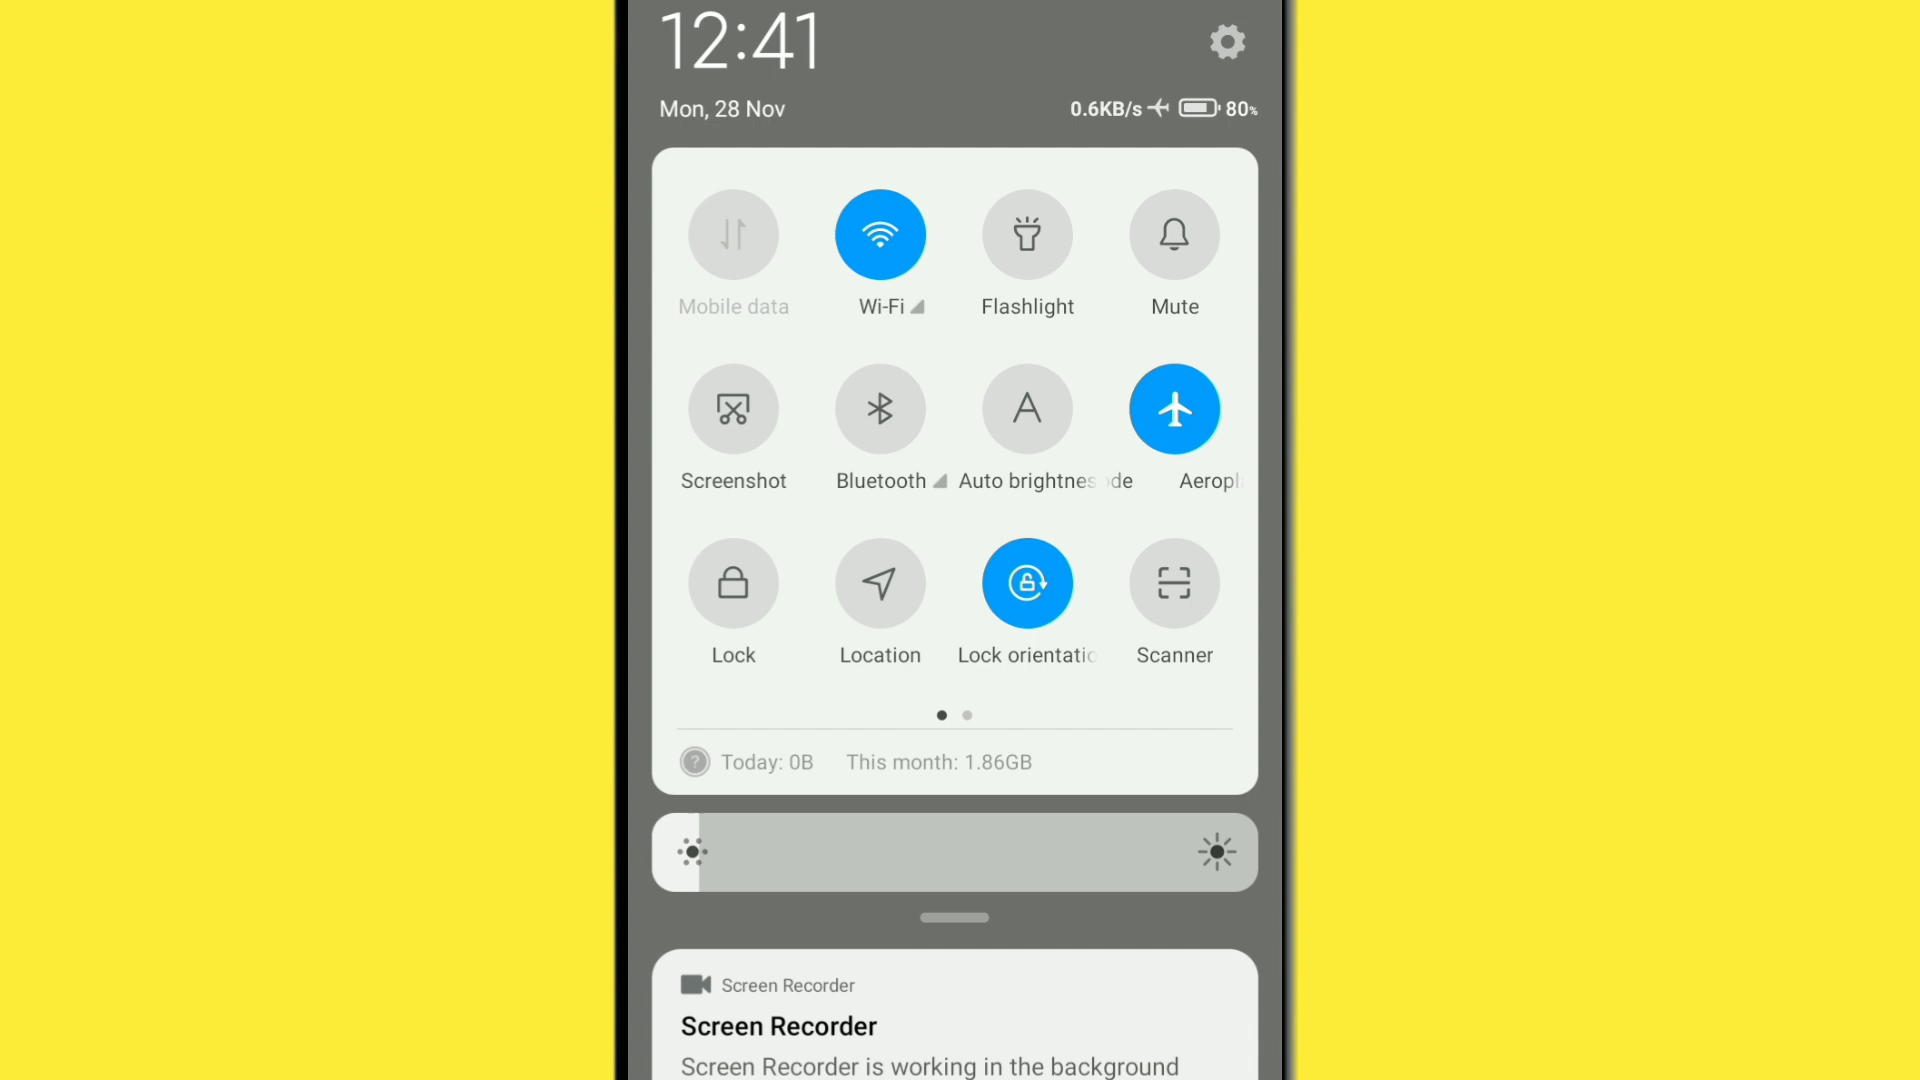 12:41
Mon, 28 Nov 0.6KB/s 80%
Mobile data Wi-Fi Flashlight Mute
A
Screenshot Bluetooth Auto brightnes de Aeropl
Lock Location Lock orientatio Scanner
? Today: 0B This month: 1.86GB
Screen Recorder
Screen Recorder
Screen Recorder is working in the background